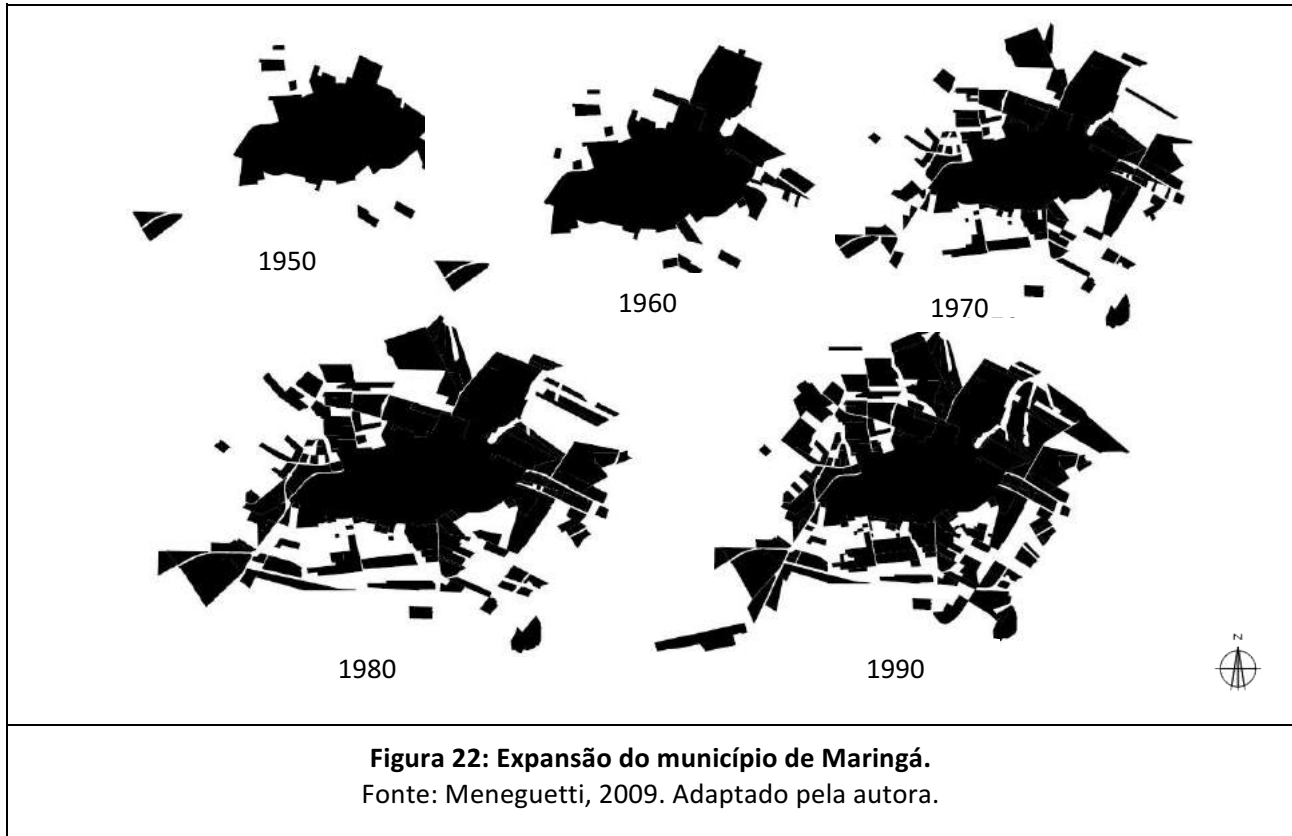 1950
1960
1970
1980
1990
N
Figura 22: Expansão do município de Maringá.
Fonte: Meneguetti, 2009. Adaptado pela autora.